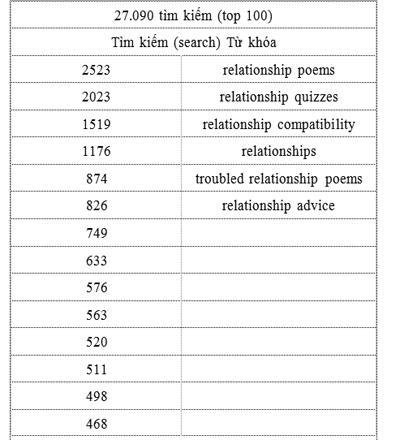 27.090 tìm kiếm (top 100)
Tìm kiếm (search) Từ khóa
2523 relationship poems
2023 relationship quizzes
1519 relationship compatibility
1176 relationships
874 troubled relationship poems
826 relationship advice
749
633
576
563
520
511
498
468